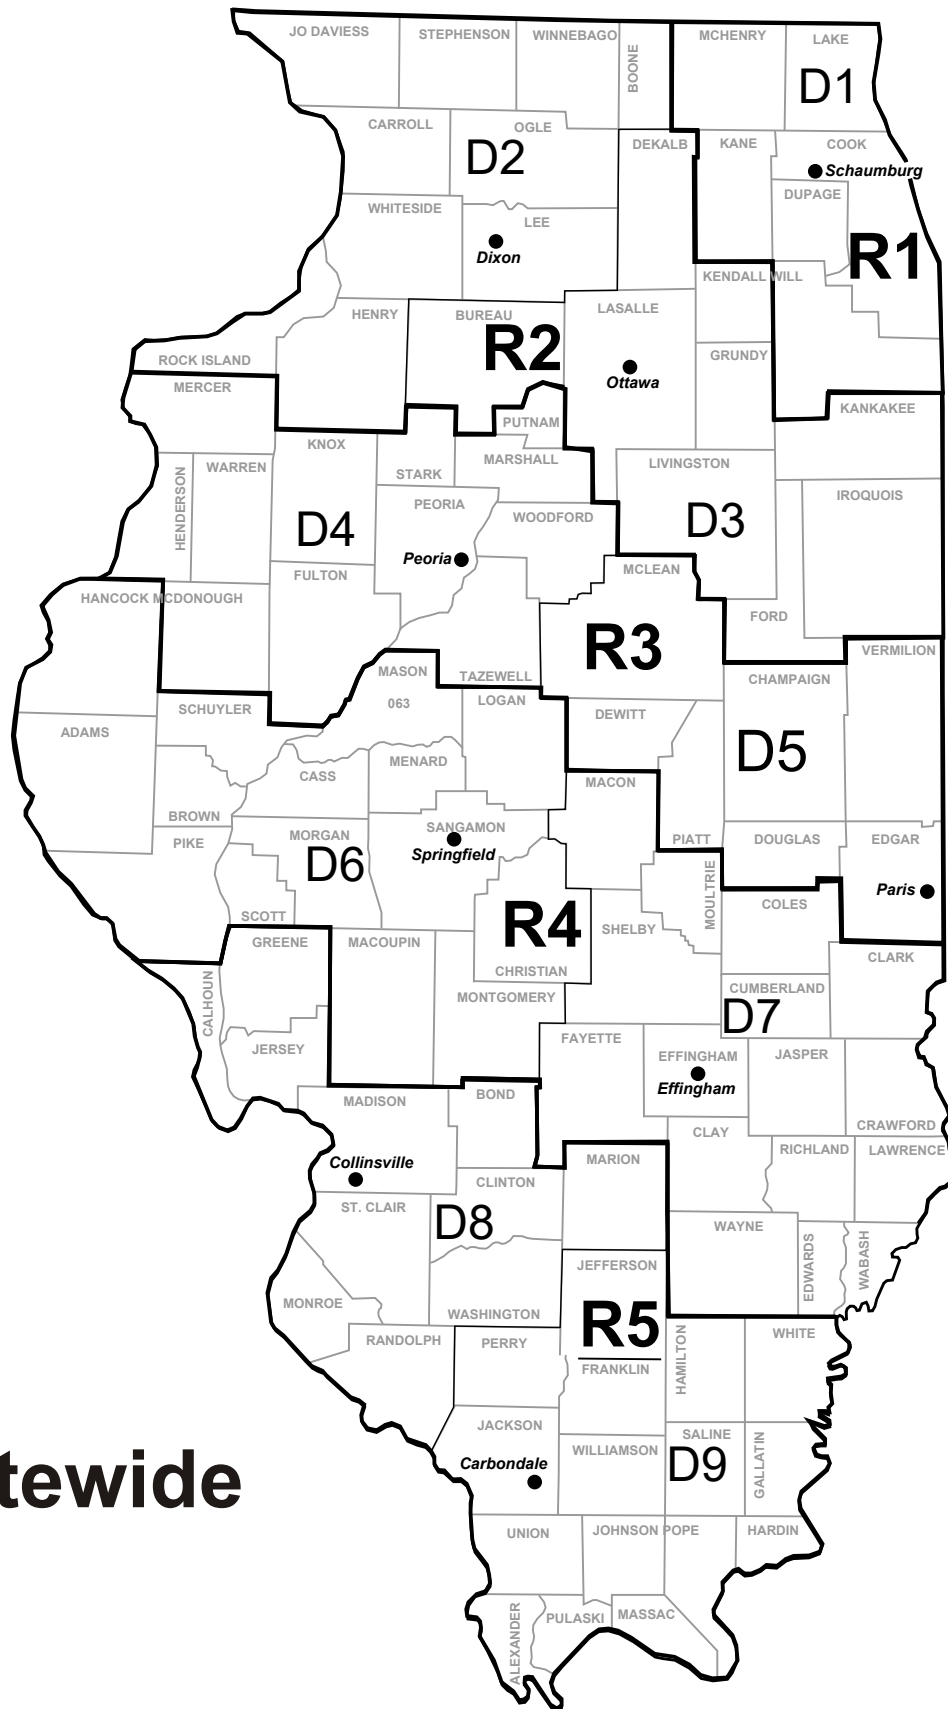 JO DAVIESS
STEPHENSON
WINNEBAGO
BOONE
MCHENRY
LAKE
D1
CARROLL
OGLE
D2
DEKALB
KANE
COOK
Schaumburg
DUPAGE
WHITESIDE
LEE
Dixon
R1
KENDALL
WILL
HENRY
BUREAU
LASALLE
R2
ROCK ISLAND
GRUNDY
Ottawa
MERCER
KANKAKEE
PUTNAM
KNOX
MARSHALL
LIVINGSTON
WARREN
STARK
HENDERSON
PEORIA
IROQUOIS
WOODFORD
D3
D4
Peoria
FULTON
MCLEAN
HANCOCK
MCDONOUGH
FORD
R3
VERMILION
MASON
TAZEWELL
CHAMPAIGN
063
LOGAN
SCHUYLER
DEWITT
ADAMS
D5
MENARD
CASS
MACON
BROWN
SANGAMON
MORGAN
PIKE
PIATT
DOUGLAS
EDGAR
Springfield
D6
Paris
MOULTRIE
COLES
SCOTT
R4
SHELBY
GREENE
MACOUPIN
CLARK
CHRISTIAN
CUMBERLAND
MONTGOMERY
CALHOUN
D7
FAYETTE
JERSEY
EFFINGHAM
JASPER
Effingham
BOND
MADISON
CRAWFORD
CLAY
RICHLAND
LAWRENCE
Collinsville
MARION
CLINTON
ST. CLAIR
D8
WAYNE
EDWARDS
WABASH
JEFFERSON
MONROE
WASHINGTON
R5
RANDOLPH
PERRY
HAMILTON
WHITE
FRANKLIN
JACKSON
SALINE
WILLIAMSON
D9
GALLATIN
Carbondale
tewide
UNION
JOHNSON
POPE
HARDIN
ALEXANDER
PULASKI
MASSAC